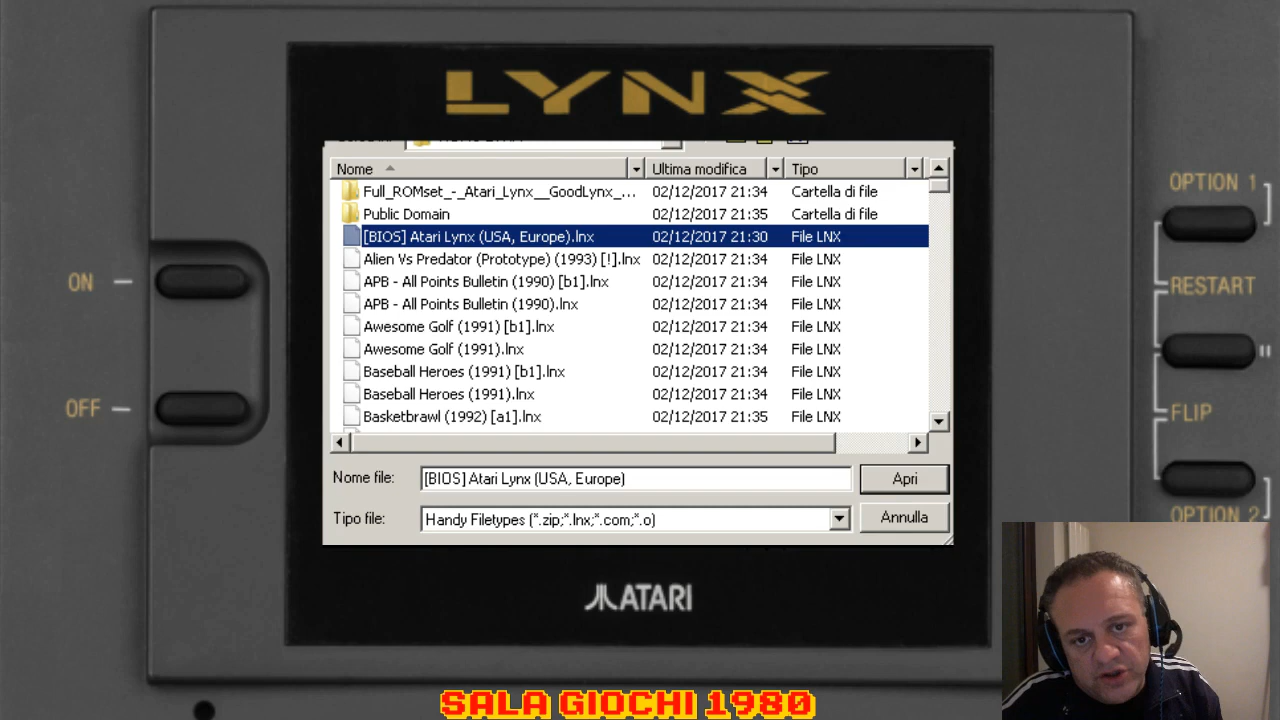 LYNX
Nome Ultima modifica Tipo
Full_ROMset_-_Atari_Lynx__GoodLynx_... 02/12/2017 21:34 Cartella di file
Public Domain 02/12/2017 21:35 Cartella di file
[BIOS] Atari Lynx (USA, Europe).lnx 02/12/2017 21:30 File LNX
Alien Vs Predator (Prototype) (1993) [!].lnx 02/12/2017 21:34 File LNX
APB - All Points Bulletin (1990) [b1].lnx 02/12/2017 21:34 File LNX
APB - All Points Bulletin (1990).lnx 02/12/2017 21:34 File LNX
Awesome Golf (1991) [b1].lnx 02/12/2017 21:34 File LNX
Awesome Golf (1991).lnx 02/12/2017 21:34 File LNX
Baseball Heroes (1991) [b1].lnx 02/12/2017 21:34 File LNX
Baseball Heroes (1991).lnx 02/12/2017 21:34 File LNX
Basketbrawl (1992) [a1].lnx 02/12/2017 21:35 File LNX
Nome file: [BIOS] Atari Lynx (USA, Europe) Apri
Tipo file: Handy Filetypes (*.zip;*.lnx;*.com;*.o) Annulla
ON
OFF
OPTION 1
RESTART
FLIP
OPTION 2
ATARI
SALA GIOCHI 1980